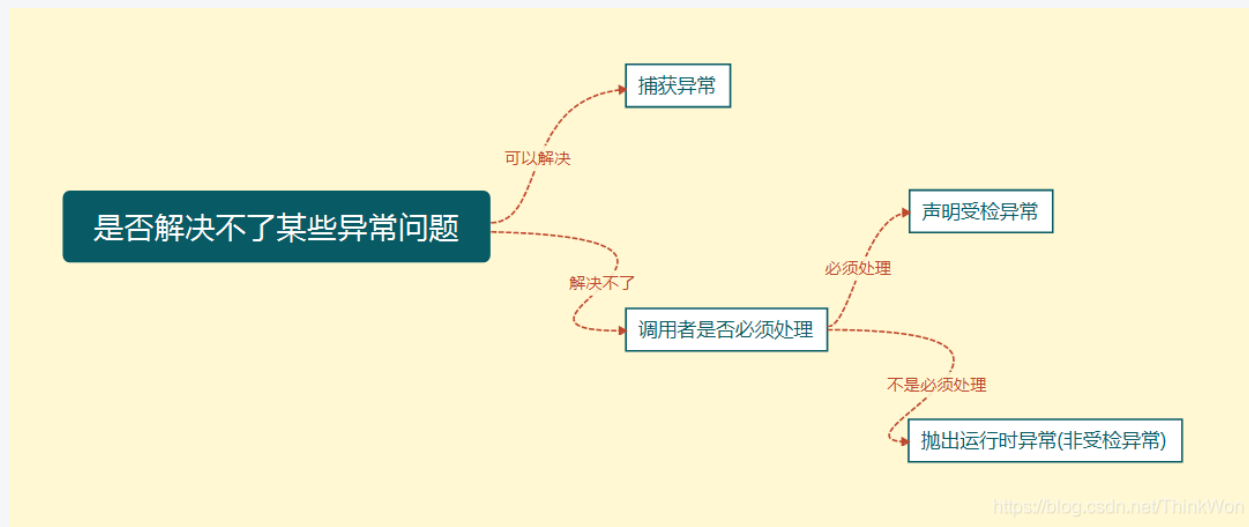 捕获异常
可以解决
声明受检异常
是否解决不了某些异常问题
必须处理
解决不了
调用者是否必须处理
不是必须处理
抛出运行时异常(非受检异常)
https://blog.csdn.net/ThinkWon